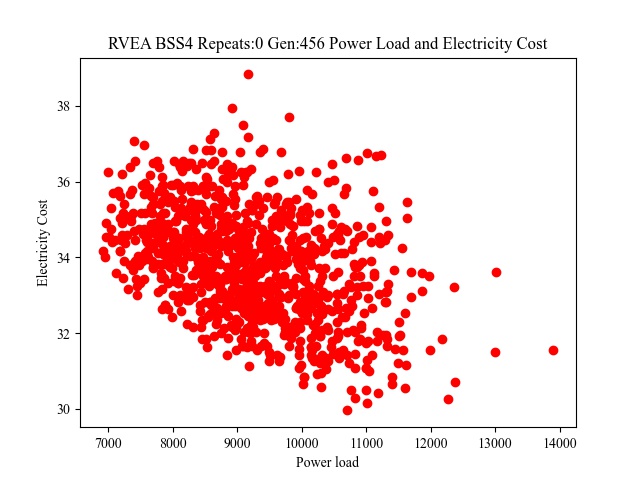 RVEA BSS4 Repeats:0 Gen:456 Power Load and Electricity Cost
38
36
34
32
30
Electricity Cost
7000 8000 9000 10000 11000 12000 13000 14000
Power load